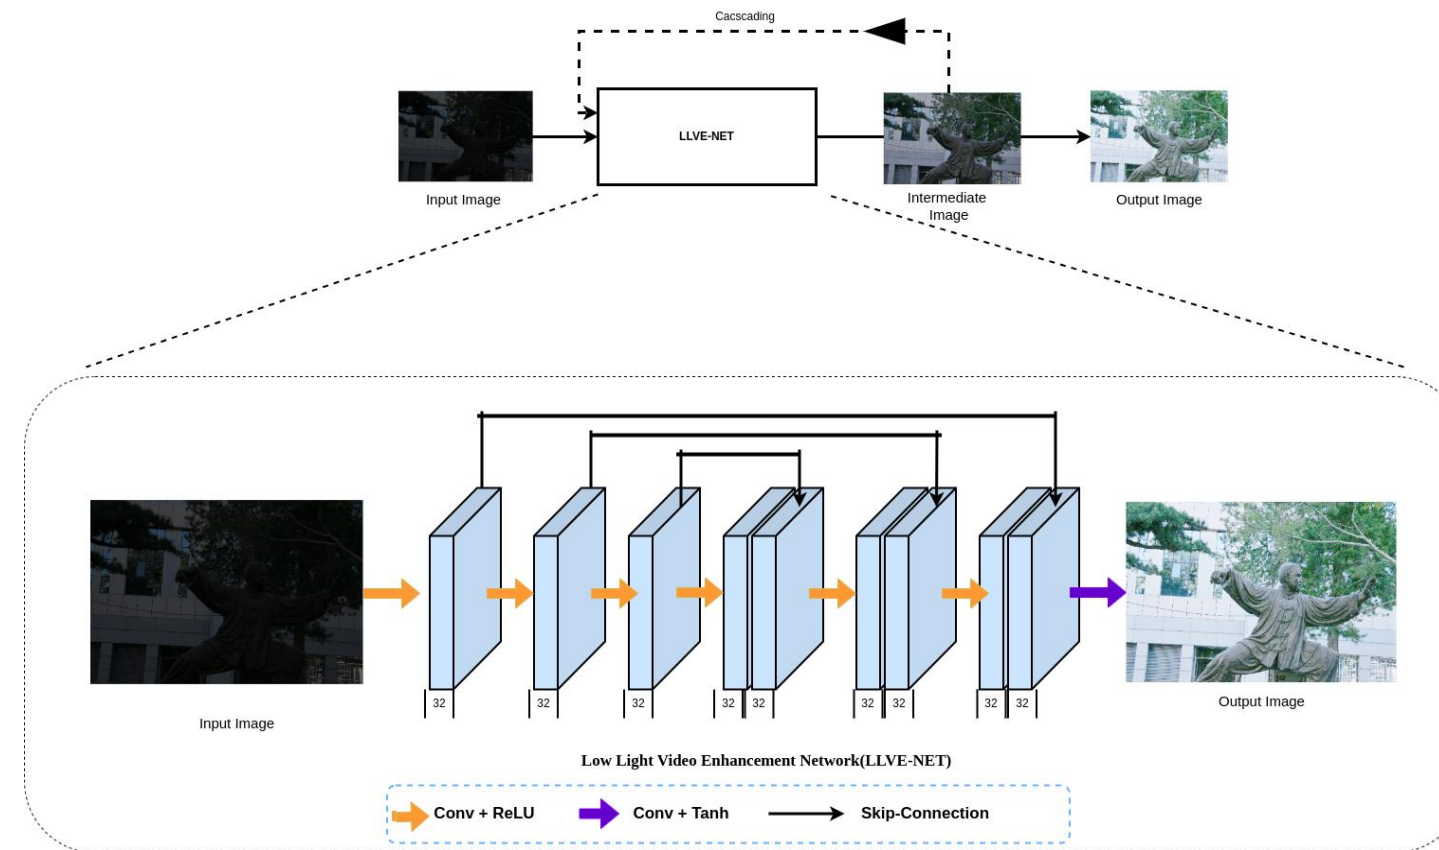 Cacscading
LLVE-NET
Input Image
Intermediate
Image
Output Image
32
32
32
32
32
32
32
32
32
Input Image
Output Image
Low Light Video Enhancement Network(LLVE-NET)
Conv + ReLU
Conv + Tanh
Skip-Connection